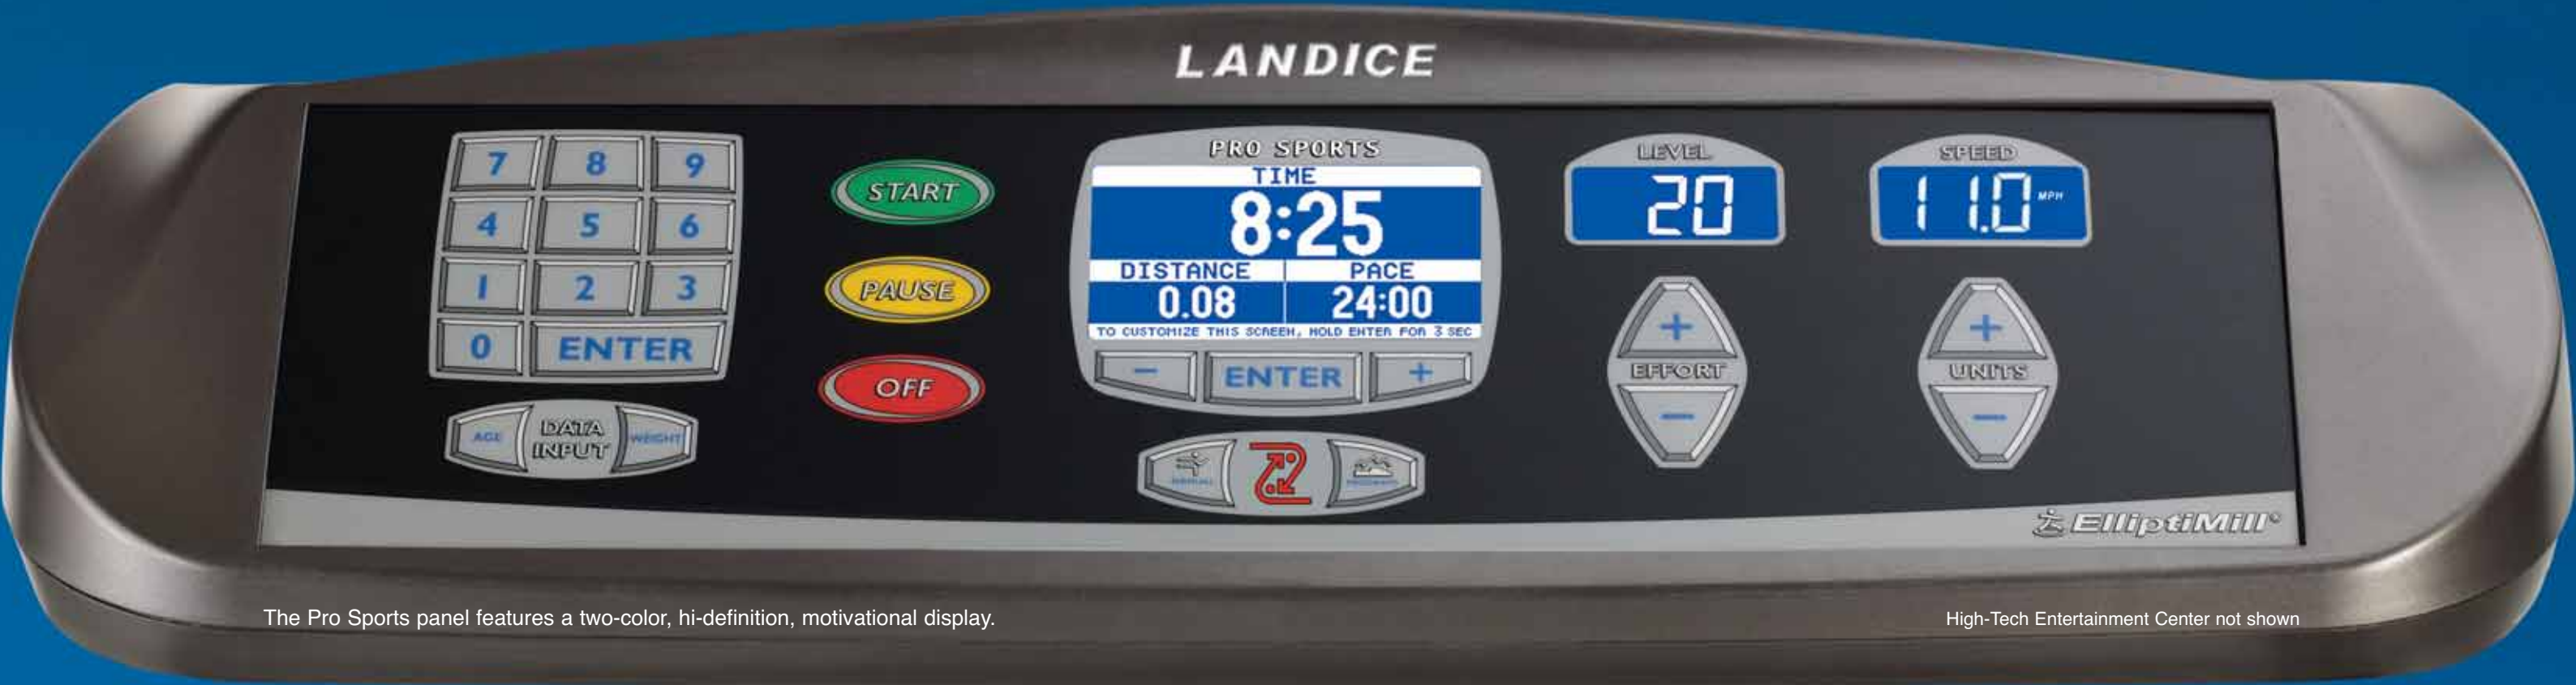 LANDICE
7 8 9
4 5 6
1 2 3
0 ENTER
AGE DATA INPUT WEIGHT
START
PAUSE
OFF
PRO SPORTS
TIME
8:25
DISTANCE PACE
0.08 24:00
TO CUSTOMIZE THIS SCREEN, HOLD ENTER FOR 3 SEC
- ENTER +
MANUAL PROGRAMS
LEVEL
20
+
EFFORT
-
SPEED
11.0 MPH
+
UNITS
-
ElliptiMill®
The Pro Sports panel features a two-color, hi-definition, motivational display.
High-Tech Entertainment Center not shown